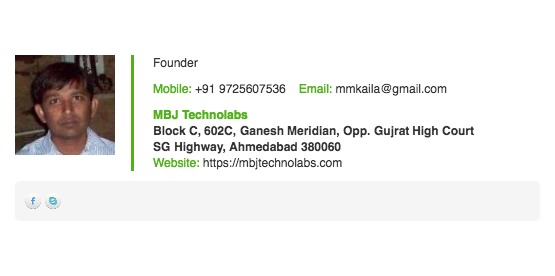 Founder
Mobile: +91 9725607536 Email: mmkaila@gmail.com
MBJ Technolabs
Block C, 602C, Ganesh Meridian, Opp. Gujrat High Court
SG Highway, Ahmedabad 380060
Website: https://mbjtechnolabs.com